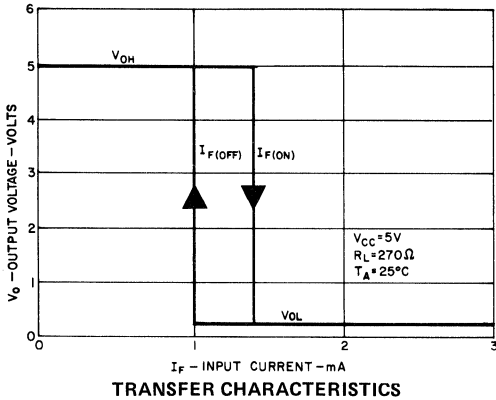 6
5
4
3
2
1
0
V₀-OUTPUT VOLTAGE-VOLTS
VOH
IF(OFF)
IF(ON)
VCC=5V
RL=270Ω
TA=25°C
VOL
0
1
2
3
IF-INPUT CURRENT-mA
TRANSFER CHARACTERISTICS